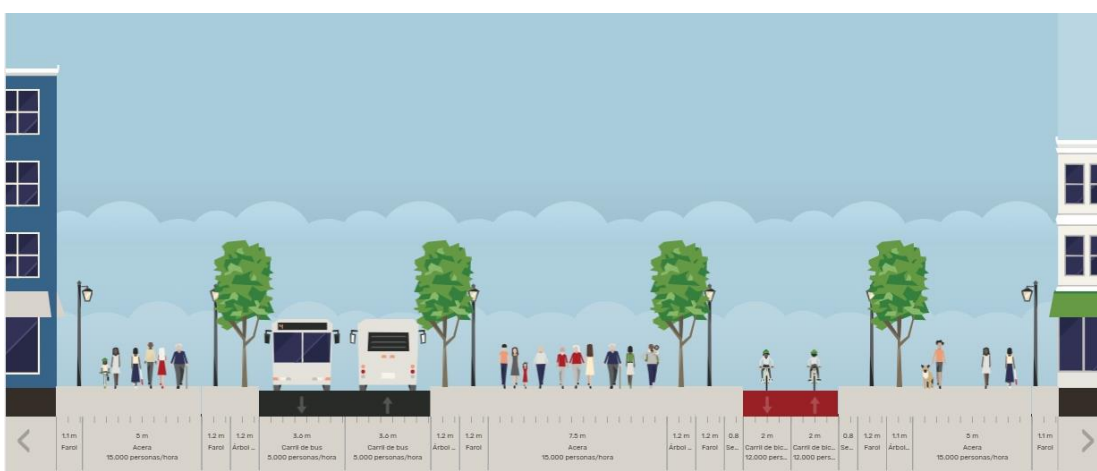 1.1 m
Farol
5 m
Acera
15.000 personas/hora
1.2 m
Farol
1.2 m
Árbol ...
3.6 m
Carril de bus
5.000 personas/hora
3.6 m
Carril de bus
5.000 personas/hora
1.2 m
Árbol ...
1.2 m
Farol
7.5 m
Acera
15.000 personas/hora
1.2 m
Árbol ...
1.2 m
Farol
0.8
Se...
2 m
Carril de bic...
12.000 pers...
2 m
Carril de bic...
12.000 pers...
0.8
Se...
1.2 m
Farol
1.1 m
Árbol...
5 m
Acera
15.000 personas/hora
1.1 m
Farol